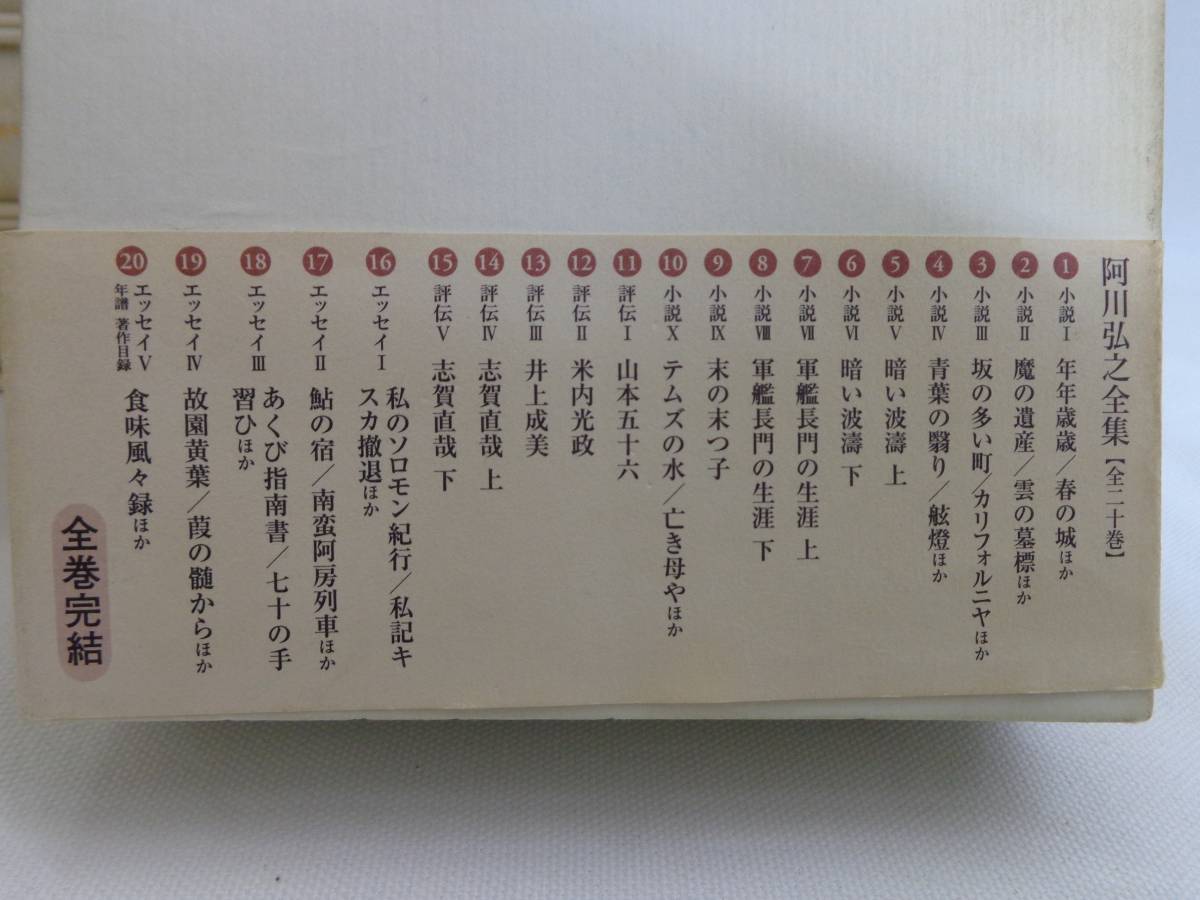 阿川弘之全集【全二十巻】
1 小説Ⅰ 年年歳歳/春の城ほか
2 小説Ⅱ 魔の遺産/雲の墓標ほか
3 小説Ⅲ 坂の多い町/カリフォルニヤほか
4 小説Ⅳ 青葉の翳り/舷燈ほか
5 小説Ⅴ 暗い波濤 上
6 小説Ⅵ 暗い波濤 下
7 小説Ⅶ 軍艦長門の生涯 上
8 小説Ⅷ 軍艦長門の生涯 下
9 小説Ⅸ 末の末つ子
10 小説Ⅹ テムズの水/亡き母やほか
11 評伝Ⅰ 山本五十六
12 評伝Ⅱ 米内光政
13 評伝Ⅲ 井上成美
14 評伝Ⅳ 志賀直哉 上
15 評伝Ⅴ 志賀直哉 下
16 エッセイⅠ 私のソロモン紀行/私記キ
スカ撤退ほか
17 エッセイⅡ 鮎の宿/南蛮阿房列車ほか
18 エッセイⅢ あくび指南書/七十の手
習ひほか
19 エッセイⅣ 故園黄葉/葭の髄からほか
20 エッセイⅤ 食味風々録ほか
年譜 著作目録
全巻完結